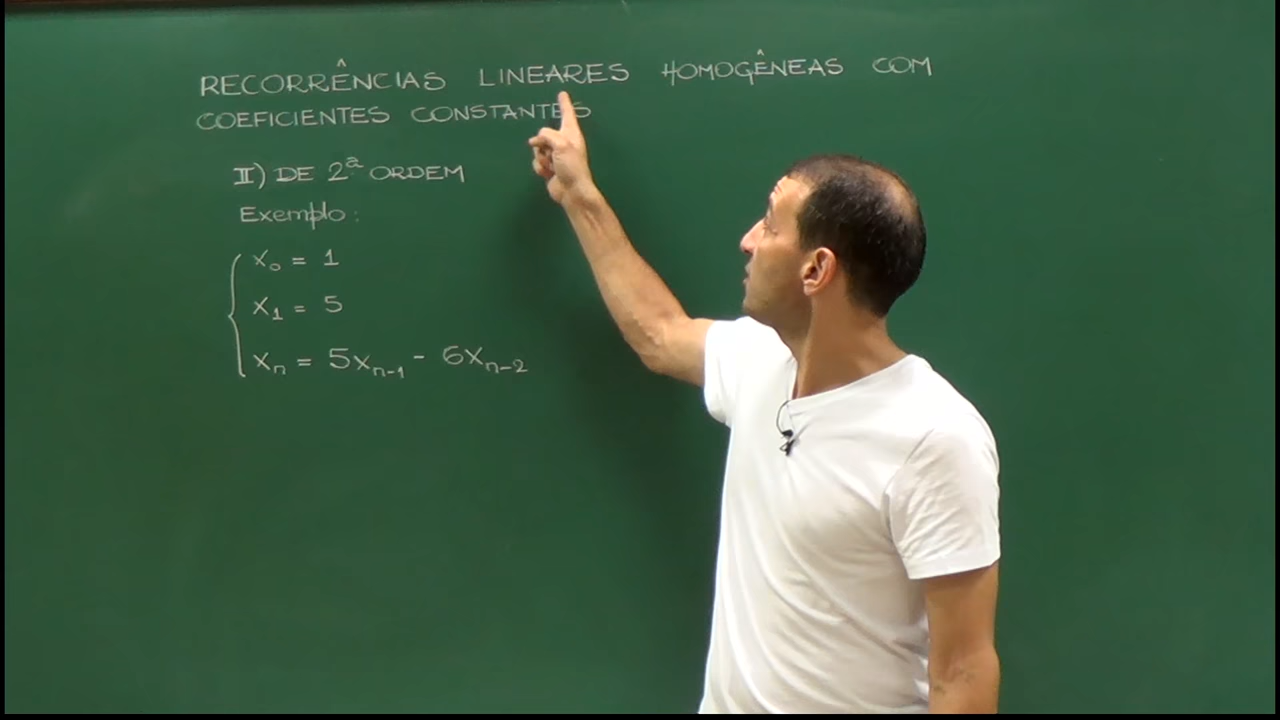 RECORRÊNCIAS LINEARES HOMOGÊNEAS COM
COEFICIENTES CONSTANTES
II) DE 2ª ORDEM
Exemplo:
x₀ = 1
x₁ = 5
xₙ = 5xₙ₋₁ - 6xₙ₋₂